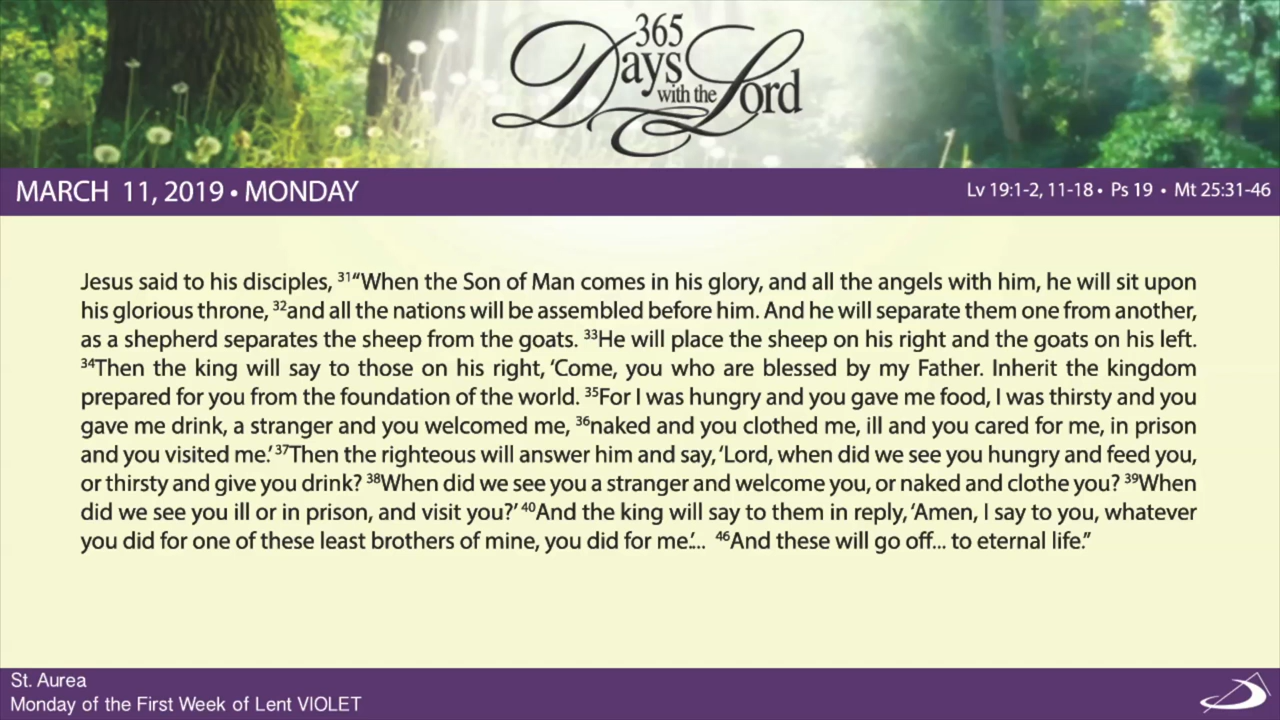 365
Days
with the
Lord
MARCH 11, 2019 • MONDAY
Lv 19:1-2, 11-18 • Ps 19 • Mt 25:31-46
Jesus said to his disciples, ³¹“When the Son of Man comes in his glory, and all the angels with him, he will sit upon
his glorious throne, ³²and all the nations will be assembled before him. And he will separate them one from another,
as a shepherd separates the sheep from the goats. ³³He will place the sheep on his right and the goats on his left.
³⁴Then the king will say to those on his right, ‘Come, you who are blessed by my Father. Inherit the kingdom
prepared for you from the foundation of the world. ³⁵For I was hungry and you gave me food, I was thirsty and you
gave me drink, a stranger and you welcomed me, ³⁶naked and you clothed me, ill and you cared for me, in prison
and you visited me.’ ³⁷Then the righteous will answer him and say, ‘Lord, when did we see you hungry and feed you,
or thirsty and give you drink? ³⁸When did we see you a stranger and welcome you, or naked and clothe you? ³⁹When
did we see you ill or in prison, and visit you?’ ⁴⁰And the king will say to them in reply, ‘Amen, I say to you, whatever
you did for one of these least brothers of mine, you did for me.’... ⁴⁶And these will go off... to eternal life.”
St. Aurea
Monday of the First Week of Lent VIOLET